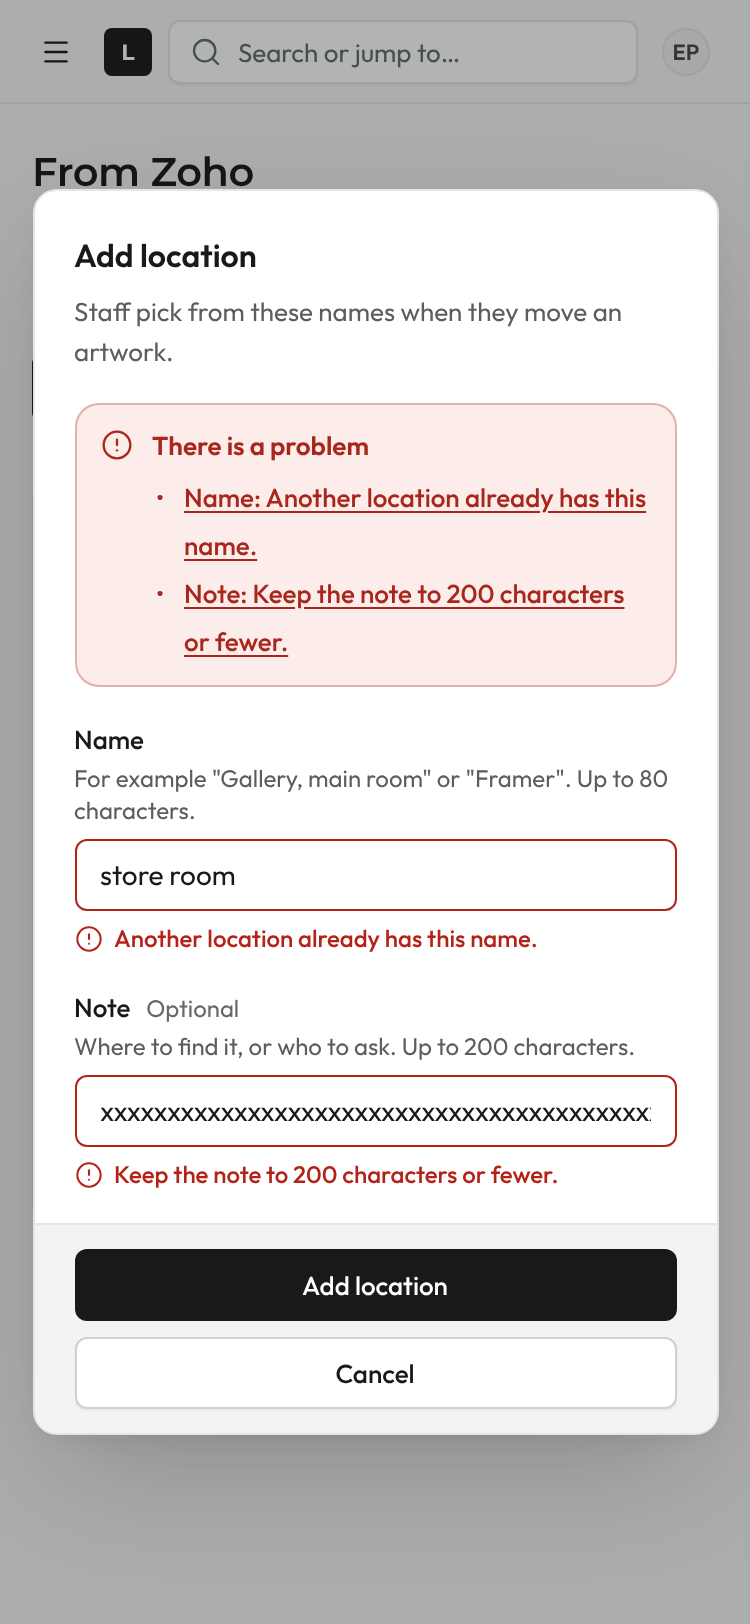 L
Search or jump to...
EP
From Zoho
Add location
Staff pick from these names when they move an
artwork.
There is a problem
• Name: Another location already has this
name.
• Note: Keep the note to 200 characters
or fewer.
Name
For example "Gallery, main room" or "Framer". Up to 80
characters.
store room
Another location already has this name.
Note Optional
Where to find it, or who to ask. Up to 200 characters.
xxxxxxxxxxxxxxxxxxxxxxxxxxxxxxxxxxxxxxxxx
Keep the note to 200 characters or fewer.
Add location
Cancel